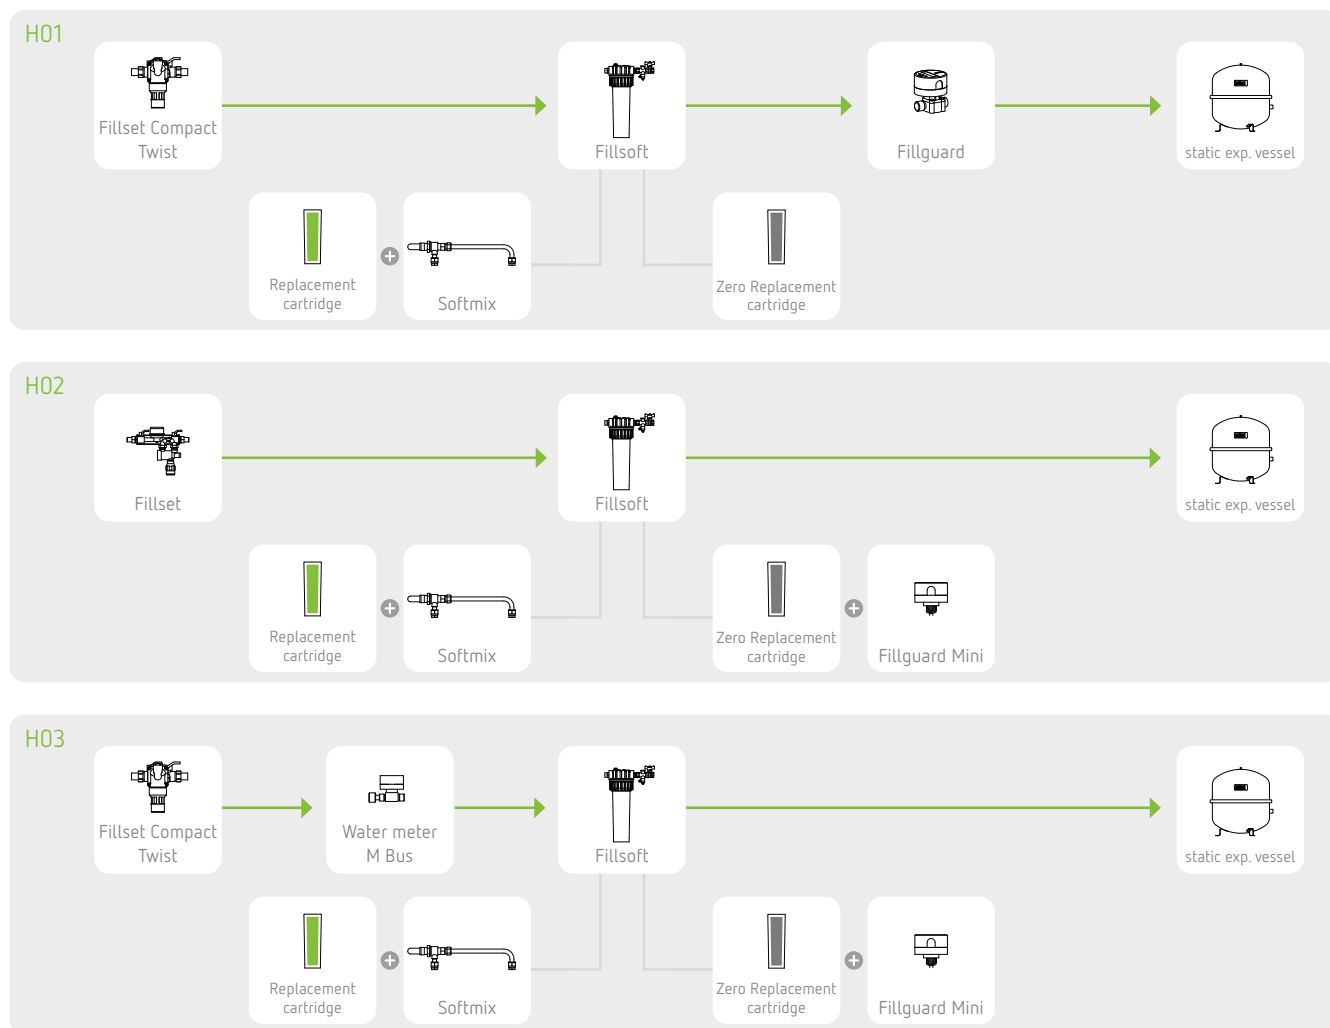 H01
Fillset Compact
Twist
Fillsoft
Fillguard
static exp. vessel
Replacement
cartridge
Softmix
Zero Replacement
cartridge
H02
Fillset
Fillsoft
static exp. vessel
Replacement
cartridge
Softmix
Zero Replacement
cartridge
Fillguard Mini
H03
Fillset Compact
Twist
Water meter
M Bus
Fillsoft
static exp. vessel
Replacement
cartridge
Softmix
Zero Replacement
cartridge
Fillguard Mini